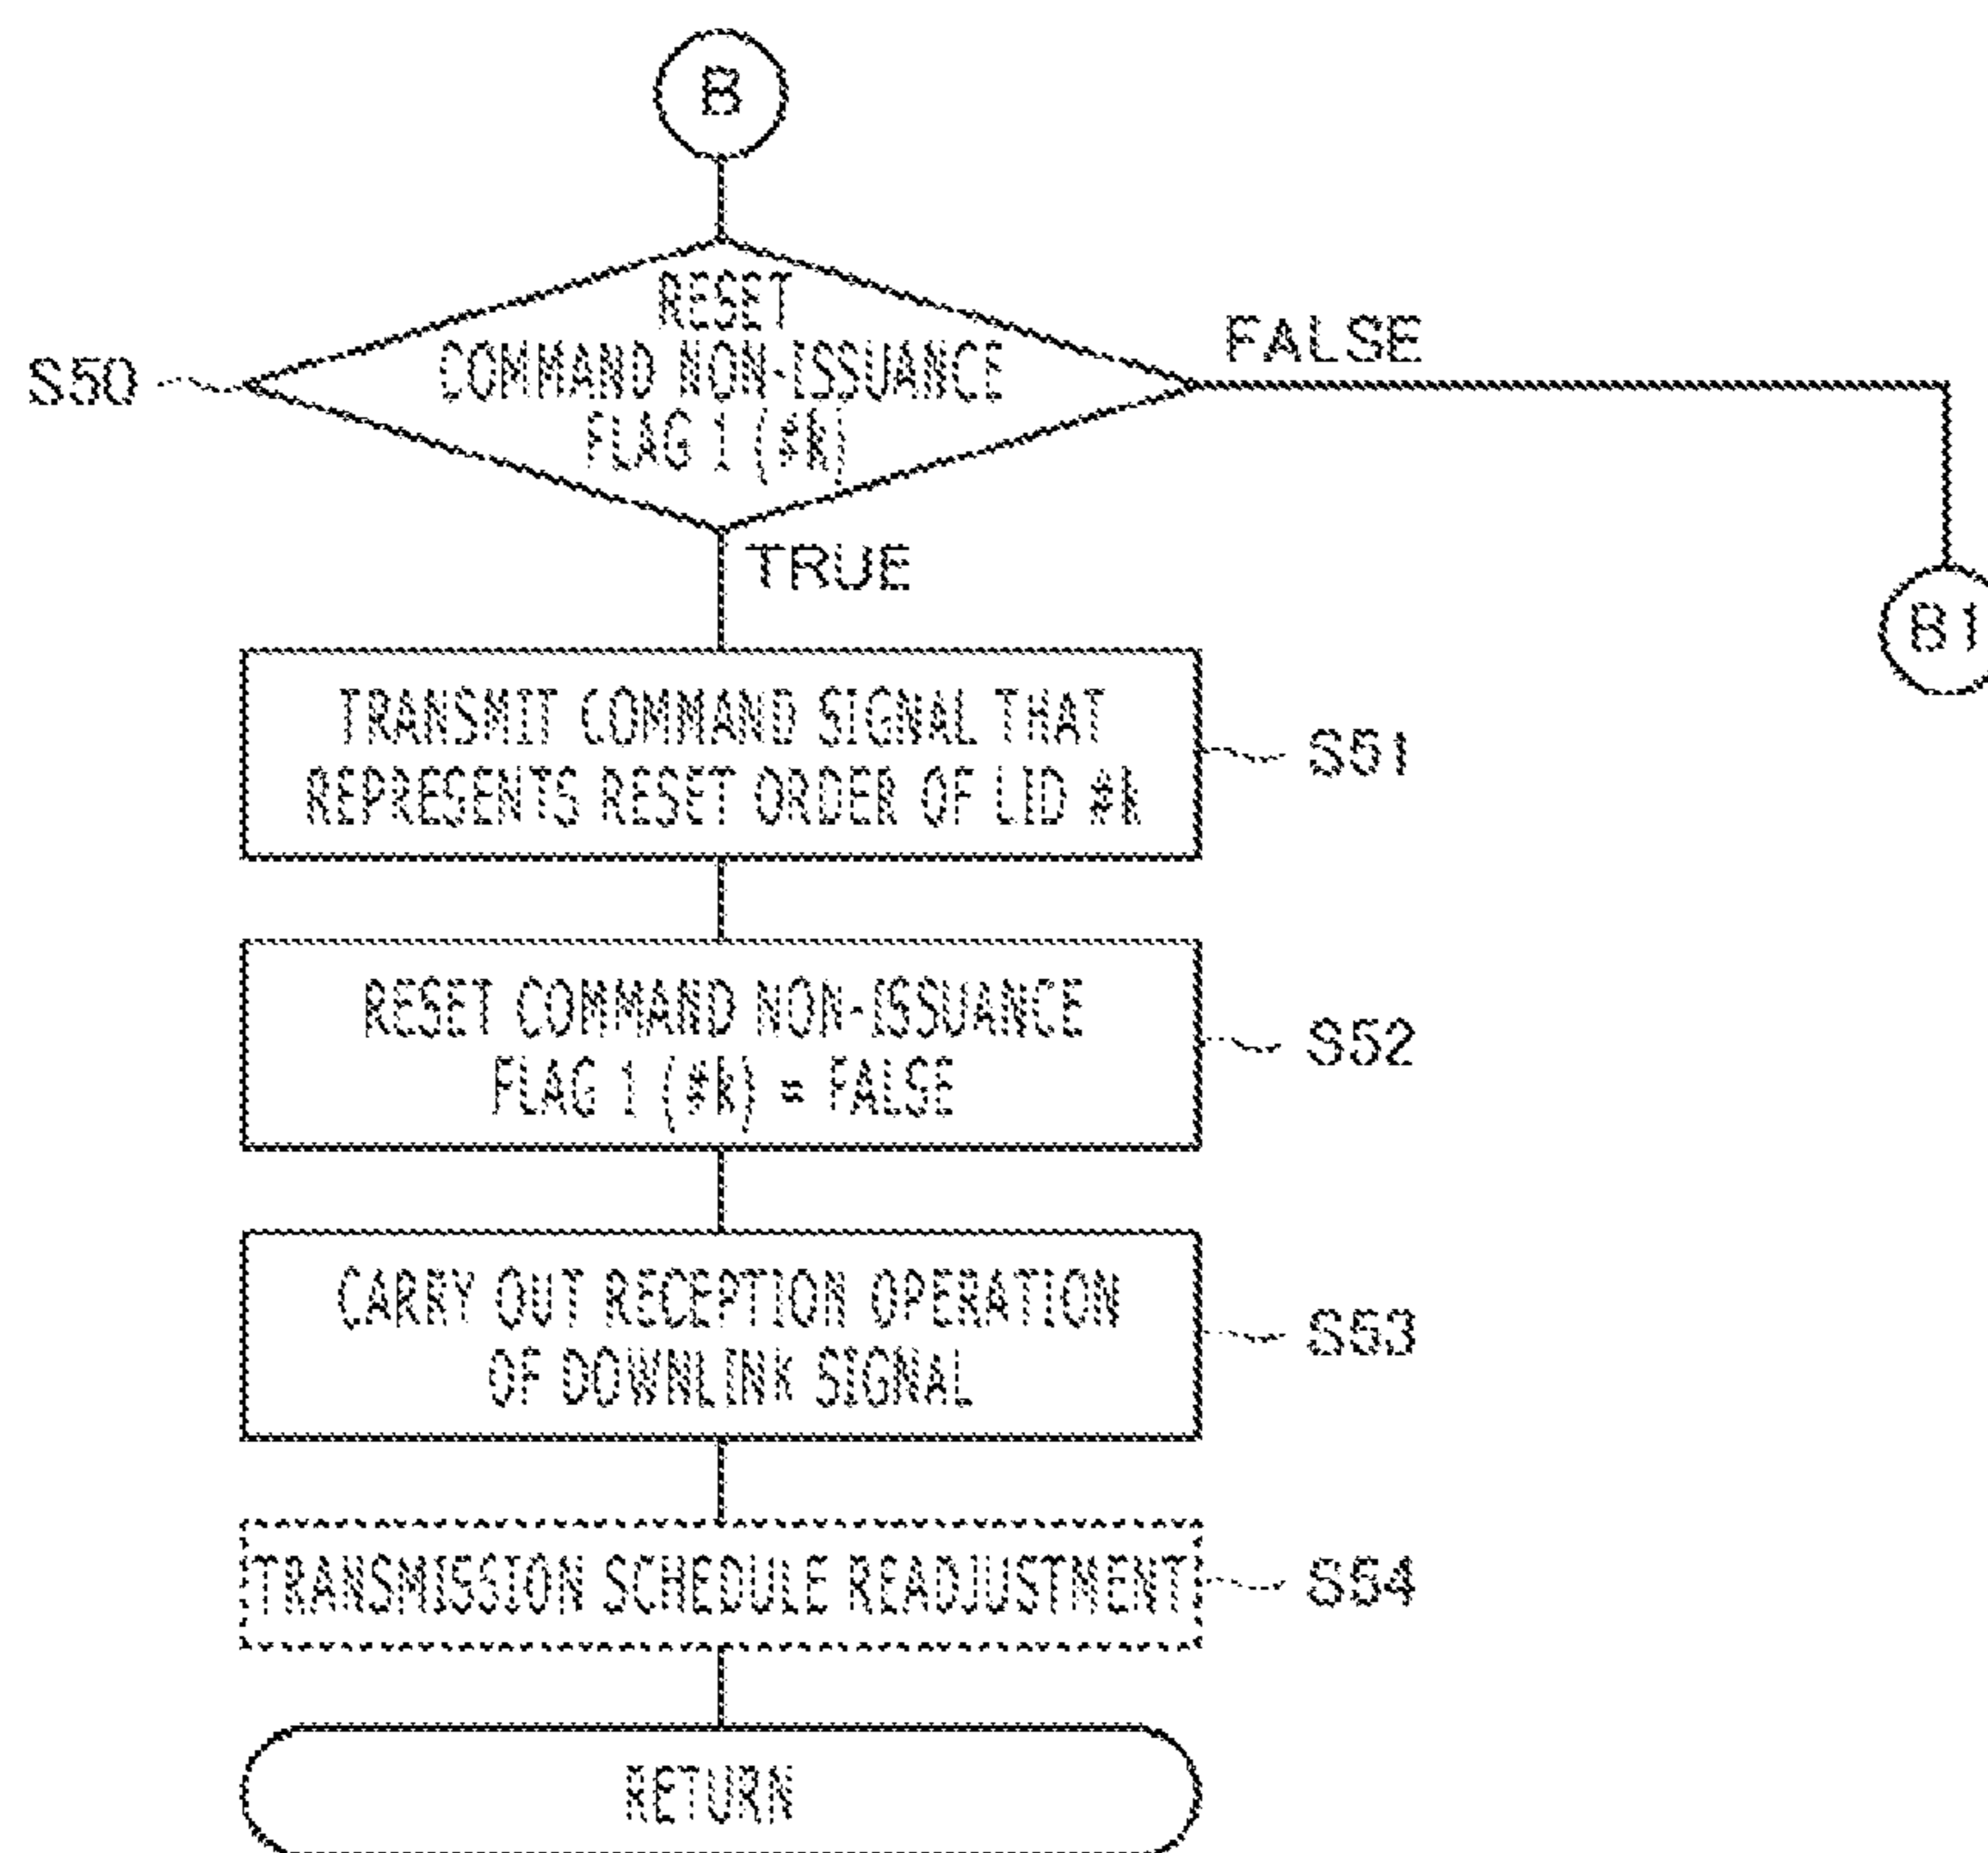 B
RESET
COMMAND NON-ISSUANCE
FLAG 1 (#k)
S50
FALSE
TRUE
B1
TRANSMIT COMMAND SIGNAL THAT
REPRESENTS RESET ORDER OF LID #k
S51
RESET COMMAND NON-ISSUANCE
FLAG 1 (#k) = FALSE
S52
CARRY OUT RECEPTION OPERATION
OF DOWNLINK SIGNAL
S53
TRANSMISSION SCHEDULE READJUSTMENT
S54
RETURN